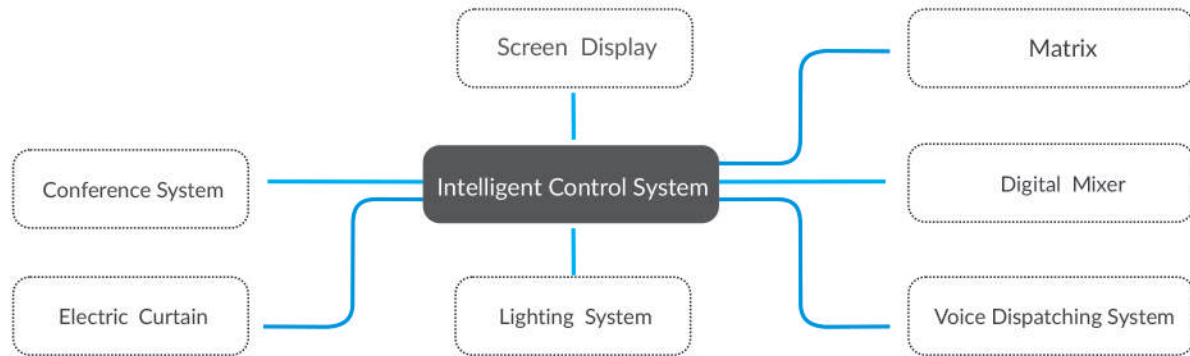 Screen Display
Matrix
Conference System
Intelligent Control System
Digital Mixer
Electric Curtain
Lighting System
Voice Dispatching System